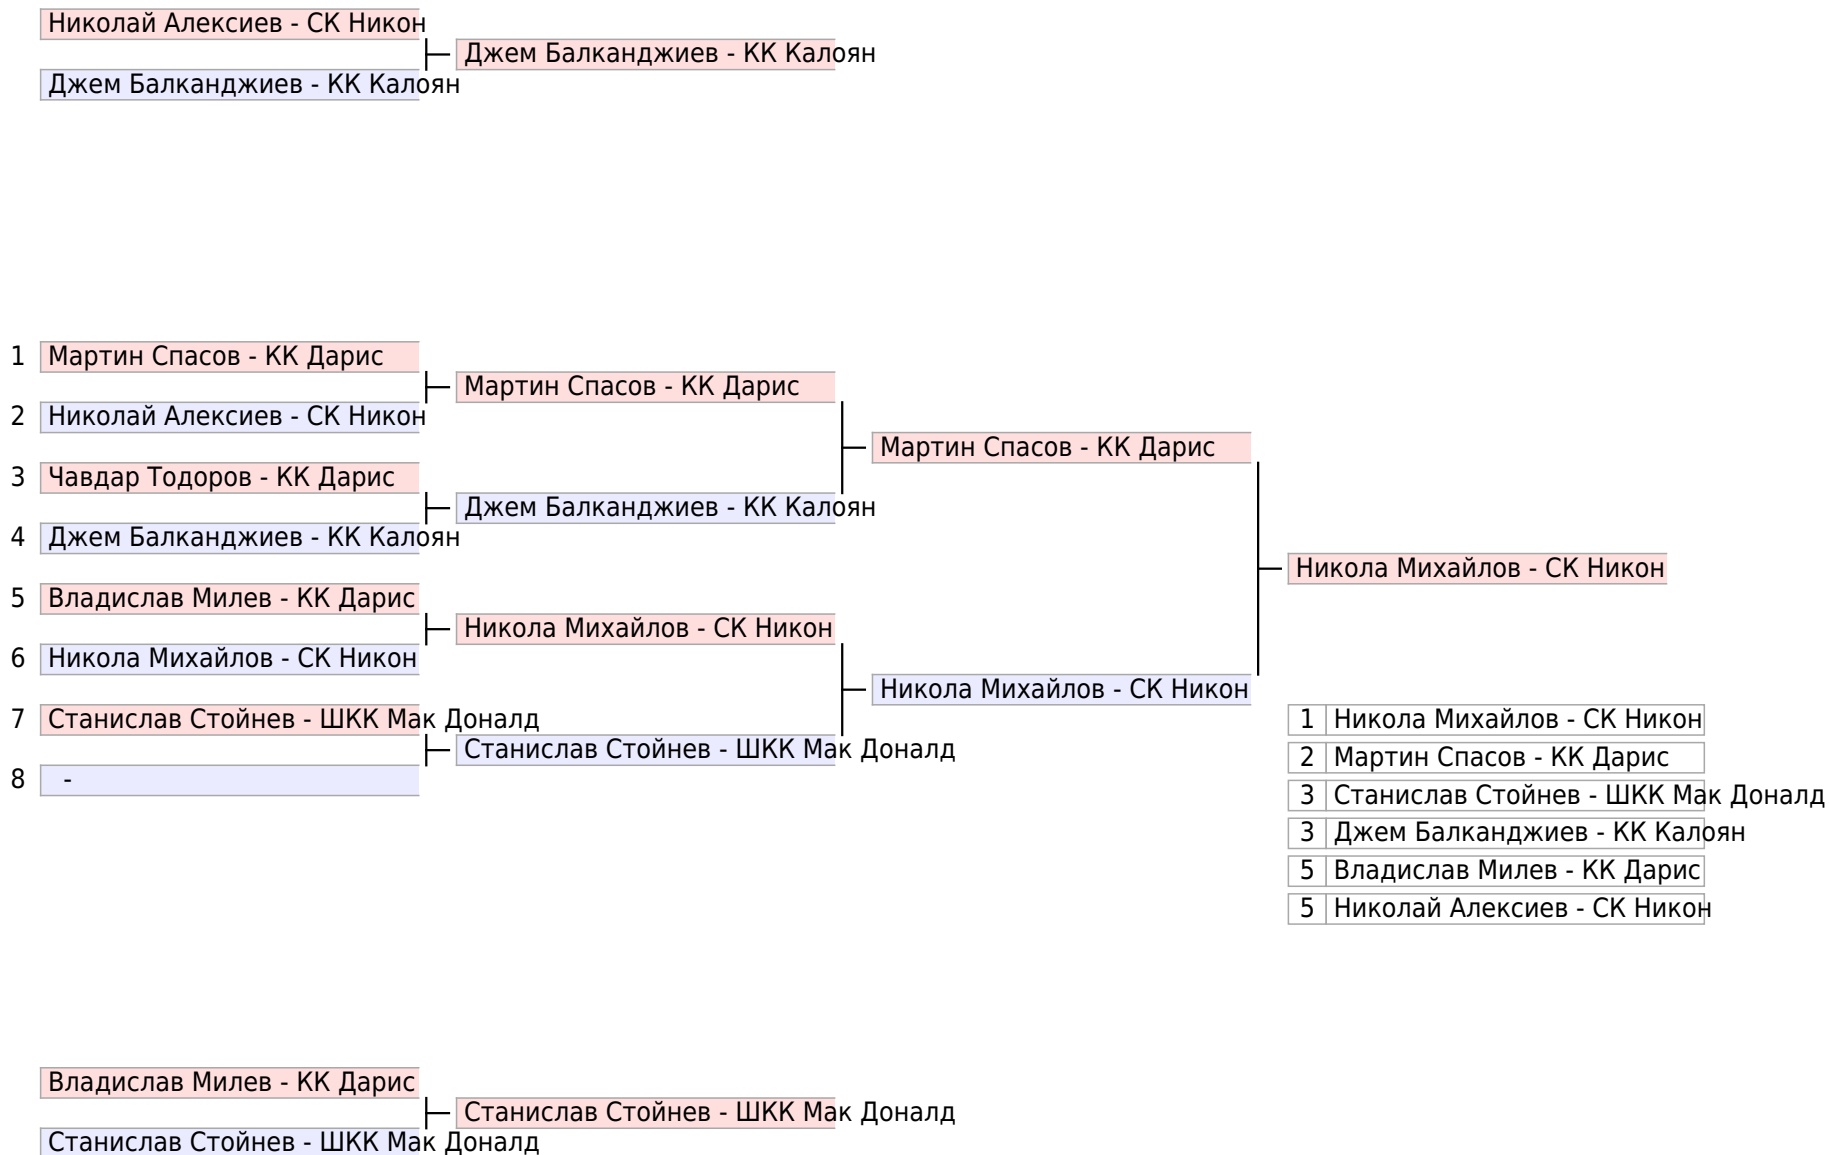 Николай Алексиев - СК Никон
Джем Балканджиев - КК Калоян
Джем Балканджиев - КК Калоян
1 Мартин Спасов - КК Дарис
Мартин Спасов - КК Дарис
2 Николай Алексиев - СК Никон
Мартин Спасов - КК Дарис
3 Чавдар Тодоров - КК Дарис
Джем Балканджиев - КК Калоян
4 Джем Балканджиев - КК Калоян
Никола Михайлов - СК Никон
5 Владислав Милев - КК Дарис
Никола Михайлов - СК Никон
6 Никола Михайлов - СК Никон
Никола Михайлов - СК Никон
7 Станислав Стойнев - ШКК Мак Доналд
Станислав Стойнев - ШКК Мак Доналд
8 -
1 Никола Михайлов - СК Никон
2 Мартин Спасов - КК Дарис
3 Станислав Стойнев - ШКК Мак Доналд
3 Джем Балканджиев - КК Калоян
5 Владислав Милев - КК Дарис
5 Николай Алексиев - СК Никон
Владислав Милев - КК Дарис
Станислав Стойнев - ШКК Мак Доналд
Станислав Стойнев - ШКК Мак Доналд